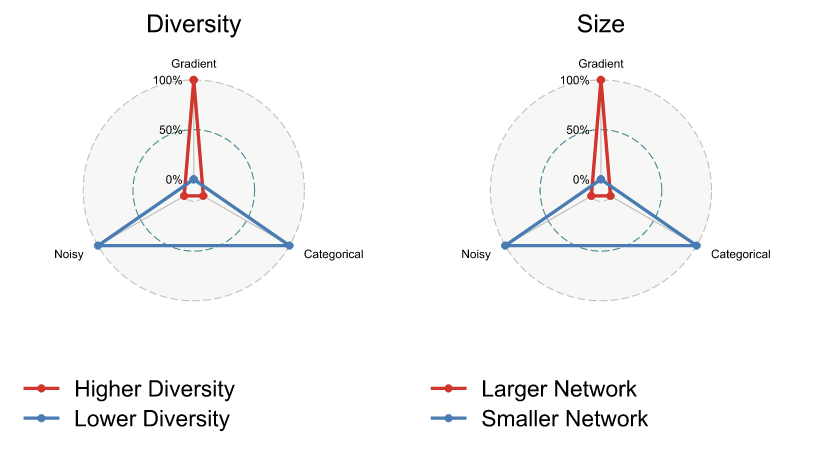 Diversity
Gradient
100%
50%
0%
Noisy
Categorical
Higher Diversity
Lower Diversity
Size
Gradient
100%
50%
0%
Noisy
Categorical
Larger Network
Smaller Network